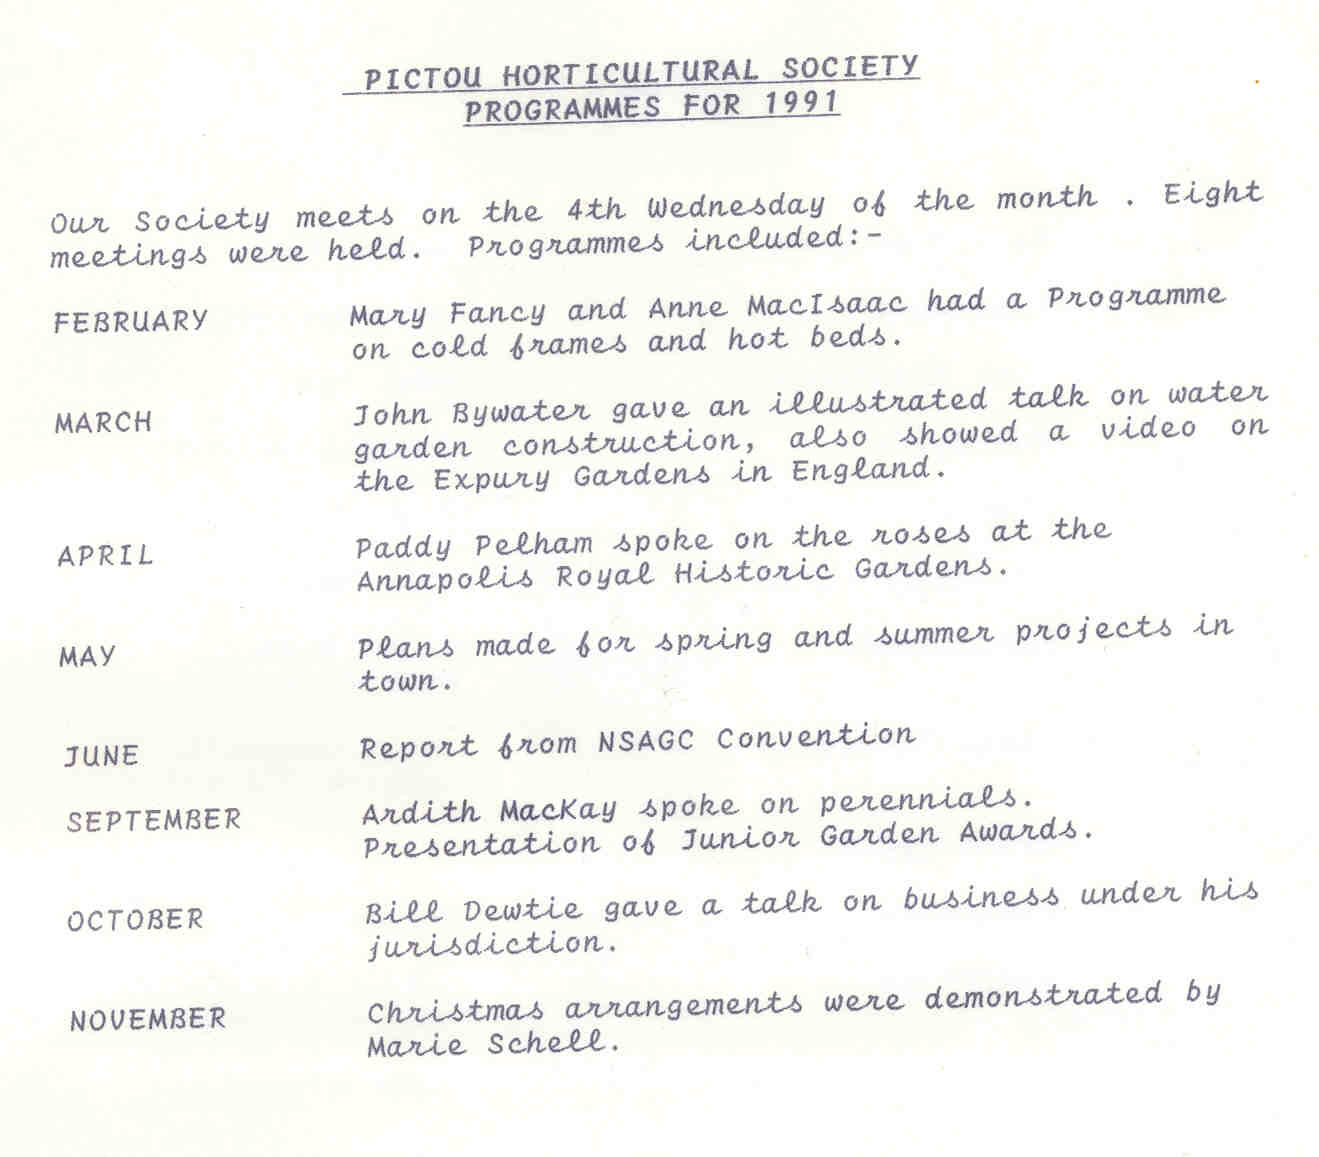 PICTOU HORTICULTURAL SOCIETY
PROGRAMMES FOR 1991
Our Society meets on the 4th Wednesday of the month . Eight
meetings were held. Programmes included:-
FEBRUARY Mary Fancy and Anne MacIsaac had a Programme
on cold frames and hot beds.
MARCH John Bywater gave an illustrated talk on water
garden construction, also showed a video on
the Expury Gardens in England.
APRIL Paddy Pelham spoke on the roses at the
Annapolis Royal Historic Gardens.
MAY Plans made for spring and summer projects in
town.
JUNE Report from NSAGC Convention
SEPTEMBER Ardith MacKay spoke on perennials.
Presentation of Junior Garden Awards.
OCTOBER Bill Dewtie gave a talk on business under his
jurisdiction.
NOVEMBER Christmas arrangements were demonstrated by
Marie Schell.